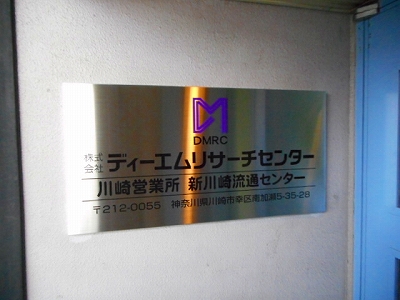 DMRC
株式会社 ディーエムリサーチセンター
川崎営業所 新川崎流通センター
〒212-0055 神奈川県川崎市幸区南加瀬5-35-28